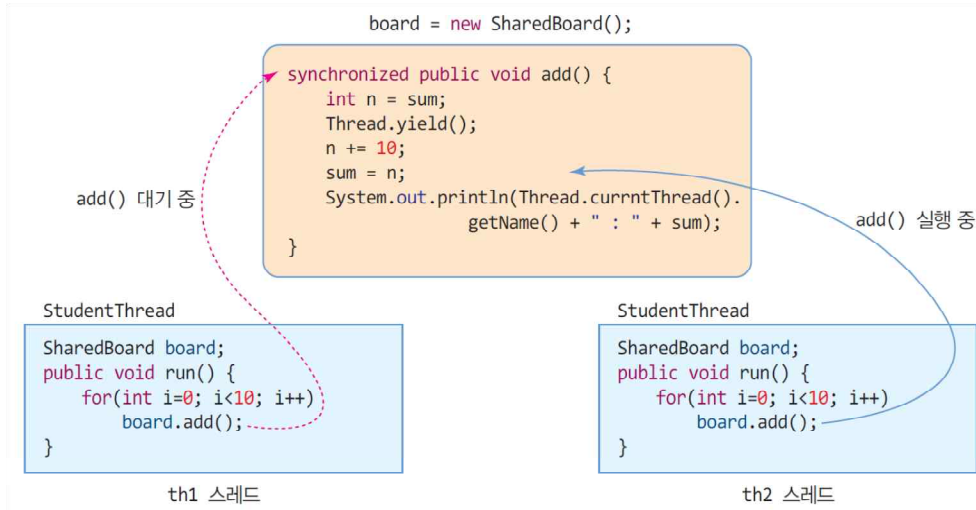 board = new SharedBoard();
synchronized public void add() {
int n = sum;
Thread.yield();
n += 10;
sum = n;
System.out.println(Thread.currntThread().
getName() + " : " + sum);
}
add() 대기 중
add() 실행 중
StudentThread
SharedBoard board;
public void run() {
for(int i=0; i<10; i++)
board.add();
}
th1 스레드
StudentThread
SharedBoard board;
public void run() {
for(int i=0; i<10; i++)
board.add();
}
th2 스레드